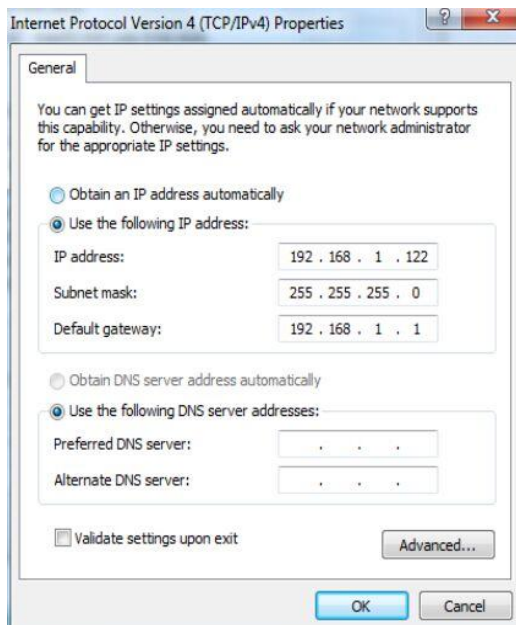 Internet Protocol Version 4 (TCP/IPv4) Properties
General
You can get IP settings assigned automatically if your network supports
this capability. Otherwise, you need to ask your network administrator
for the appropriate IP settings.
Obtain an IP address automatically
Use the following IP address:
IP address: 192 . 168 . 1 . 122
Subnet mask: 255 . 255 . 255 . 0
Default gateway: 192 . 168 . 1 . 1
Obtain DNS server address automatically
Use the following DNS server addresses:
Preferred DNS server: . . .
Alternate DNS server: . . .
Validate settings upon exit
Advanced...
OK Cancel